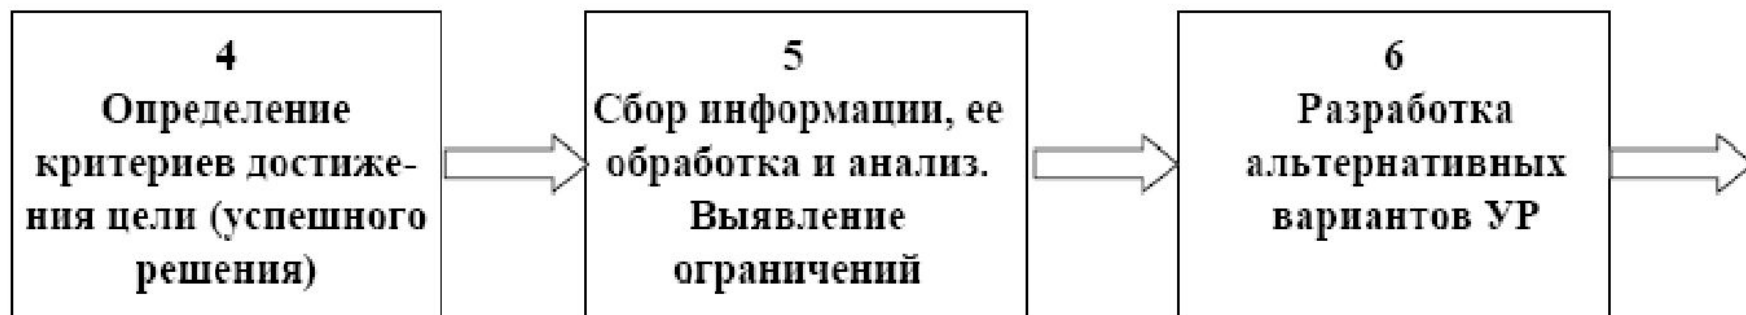 4
Определение
критериев достиже-
ния цели (успешного
решения)
5
Сбор информации, ее
обработка и анализ.
Выявление
ограничений
6
Разработка
альтернативных
вариантов УР